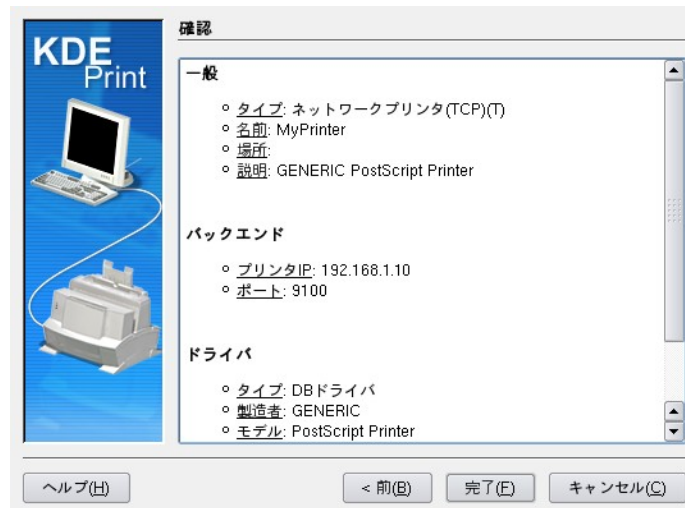 KDE
Print
確認
一般
タイプ: ネットワークプリンタ(TCP)(T)
名前: MyPrinter
場所:
説明: GENERIC PostScript Printer
バックエンド
プリンタIP: 192.168.1.10
ポート: 9100
ドライバ
タイプ: DBドライバ
製造者: GENERIC
モデル: PostScript Printer
ヘルプ(H)
< 前(B)
完了(F)
キャンセル(C)